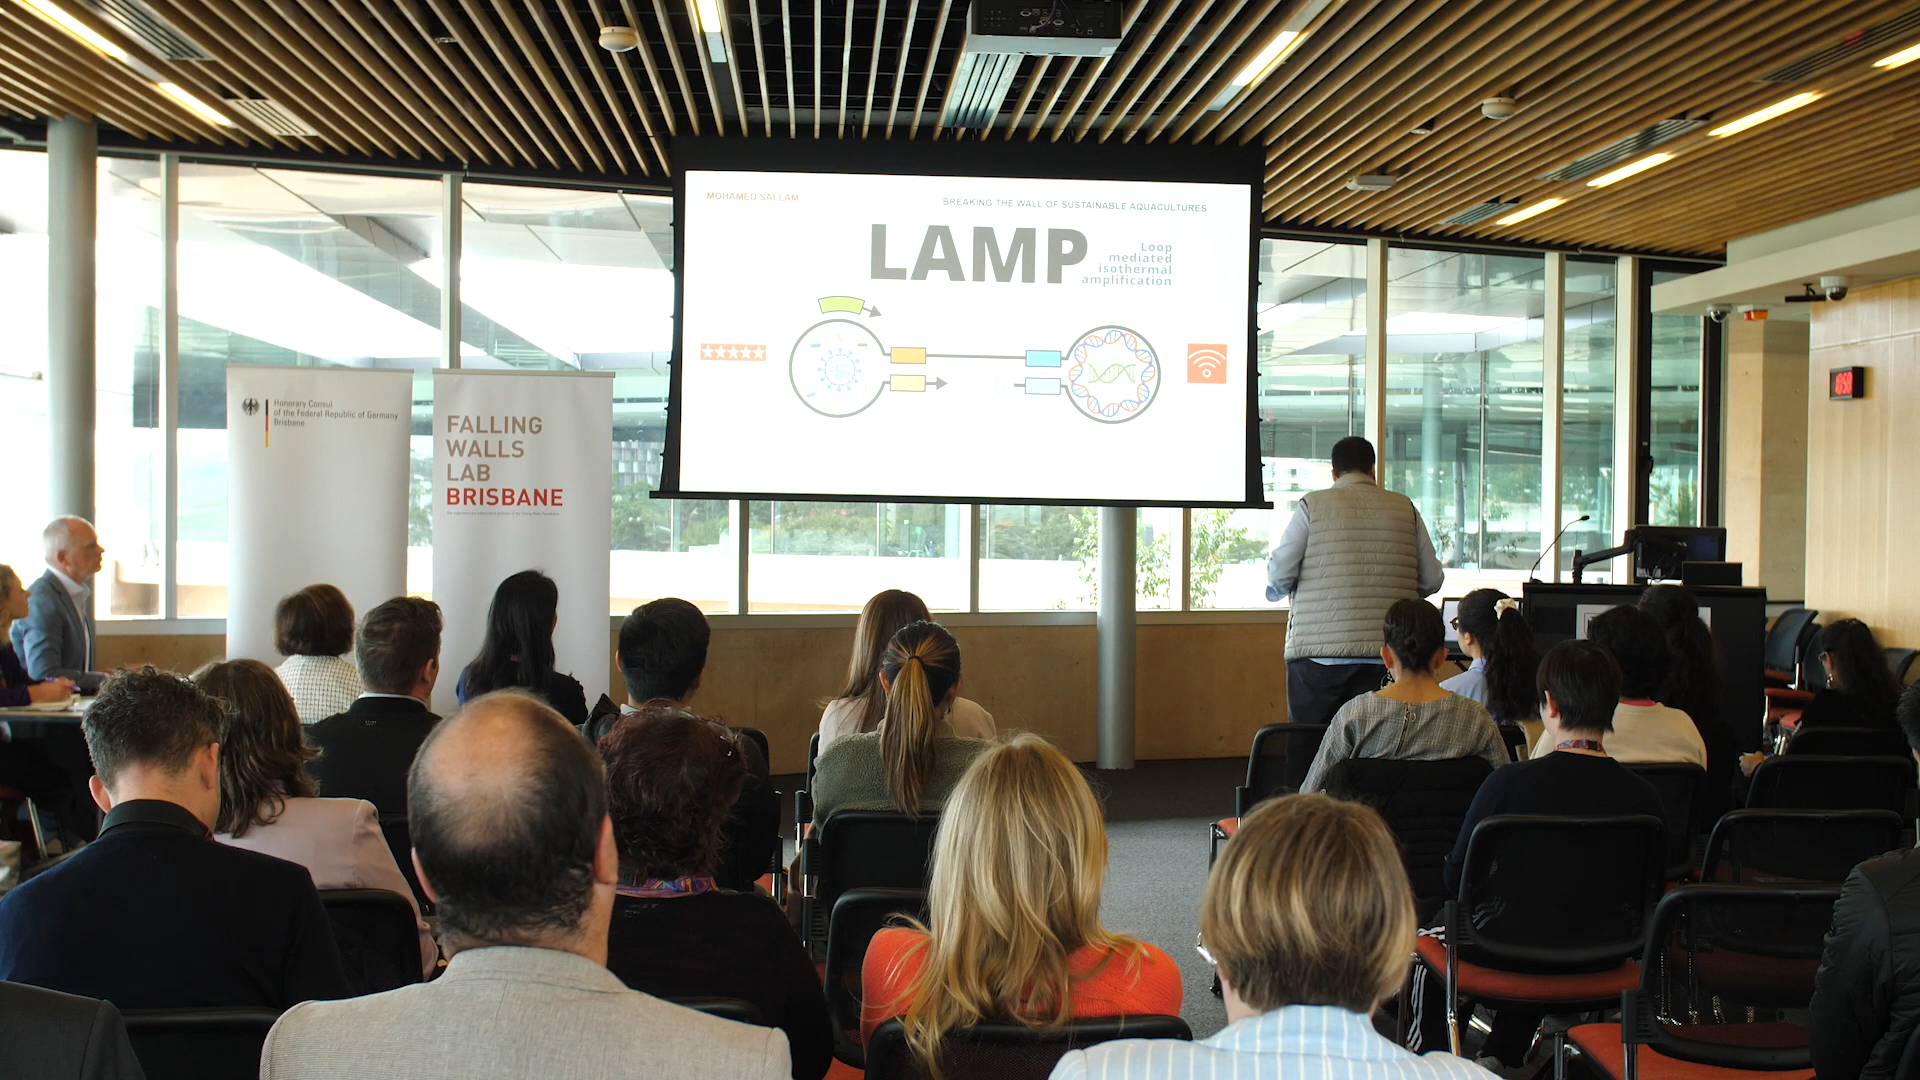 MOHAMED SALLAM
BREAKING THE WALL OF SUSTAINABLE AQUACULTURES
LAMP
Loop
mediated
isothermal
amplification
Honorary Consul
of the Federal Republic of Germany
Brisbane
FALLING
WALLS
LAB
BRISBANE